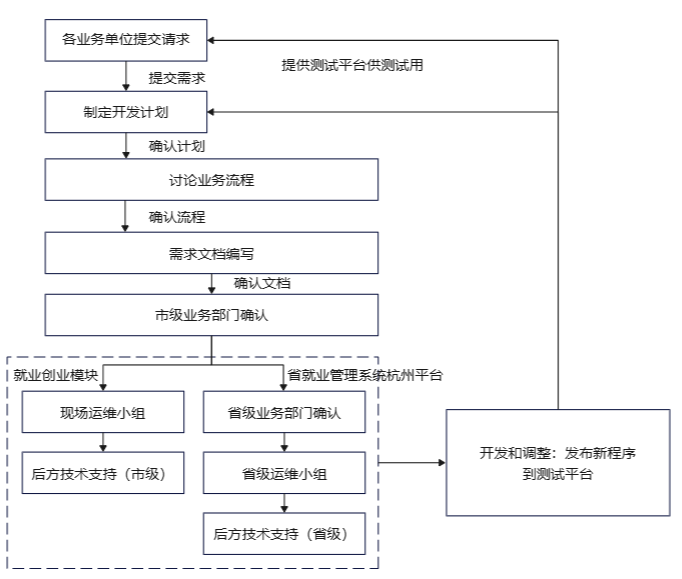 各业务单位提交请求
提供测试平台供测试用
提交需求
制定开发计划
确认计划
讨论业务流程
确认流程
需求文档编写
确认文档
市级业务部门确认
就业创业模块
省就业管理系统杭州平台
现场运维小组
省级业务部门确认
后方技术支持（市级）
省级运维小组
后方技术支持（省级）
开发和调整：发布新程序
到测试平台